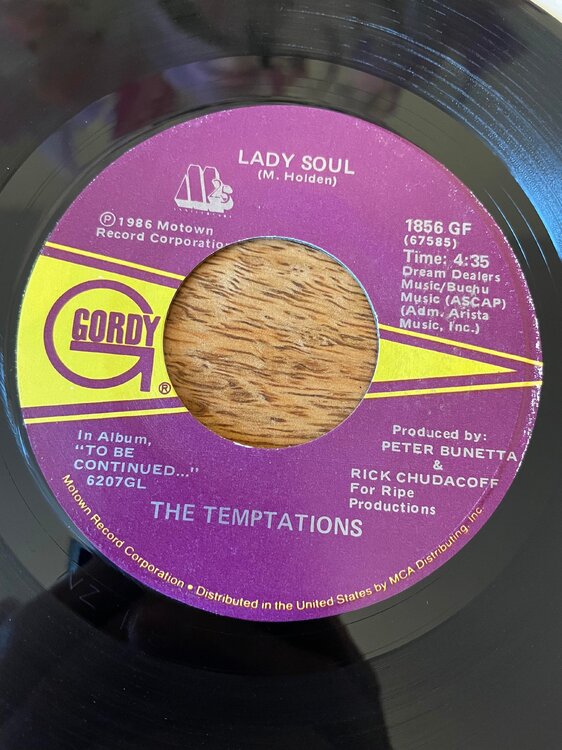 LADY SOUL
(M. Holden)
M5's
℗1986 Motown
Record Corporation
1856 GF
(67585)
Time: 4:35
Dream Dealers
Music/Buchu
Music (ASCAP)
(Adm. Arista
Music, Inc.)
GORDY
®
In Album,
"TO BE
CONTINUED..."
6207GL
Produced by:
PETER BUNETTA
&
RICK CHUDACOFF
For Ripe
Productions
THE TEMPTATIONS
Motown Record Corporation • Distributed in the United States by MCA Distributing, Inc.